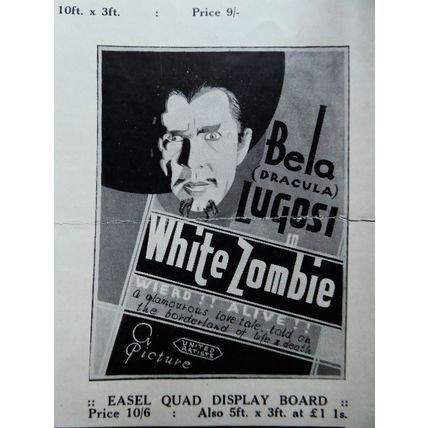 10ft. x 3ft. : Price 9/-
Bela
(DRACULA)
LUGOSI
in
White Zombie
WIERD!! ALIVE!!
A glamourous love tale, told on
the borderland of life & death
A
UNITED
ARTISTS
Picture
:: EASEL QUAD DISPLAY BOARD ::
Price 10/6 : Also 5ft. x 3ft. at £1 1s.